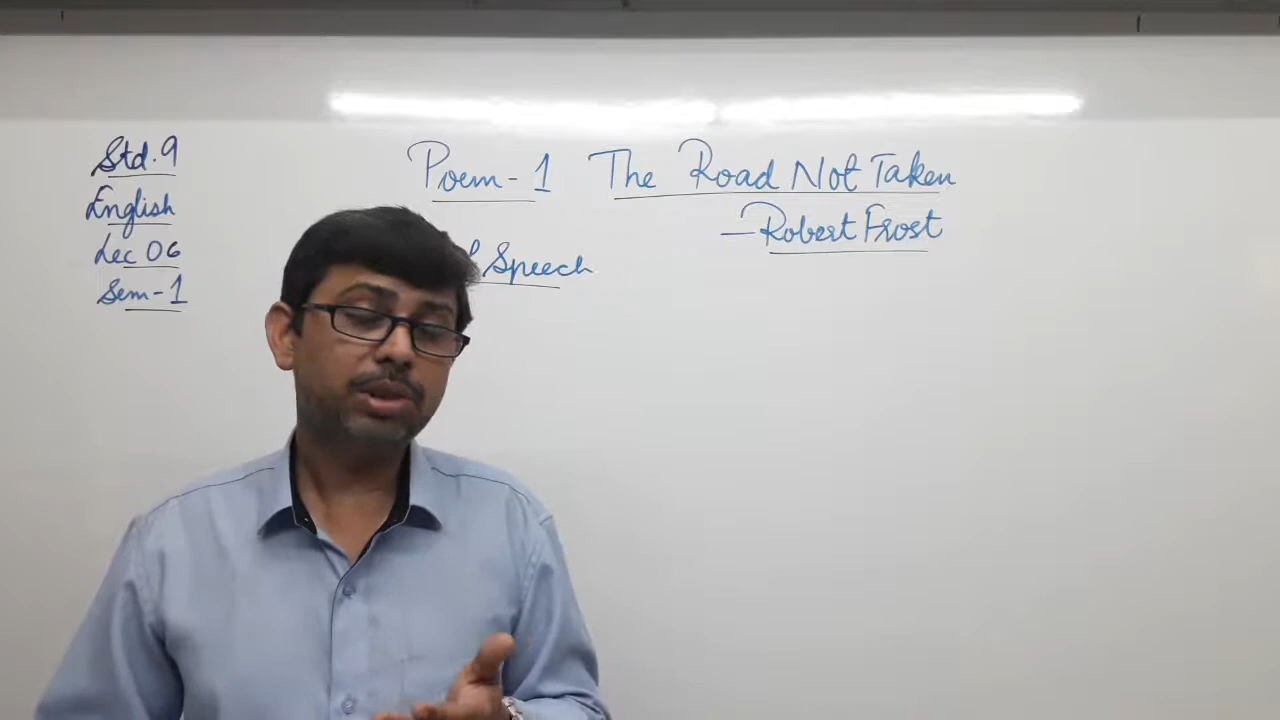 Std. 9
English
Lec 06
Sem-1
Poem-1 The Road Not Taken
—Robert Frost
Speech